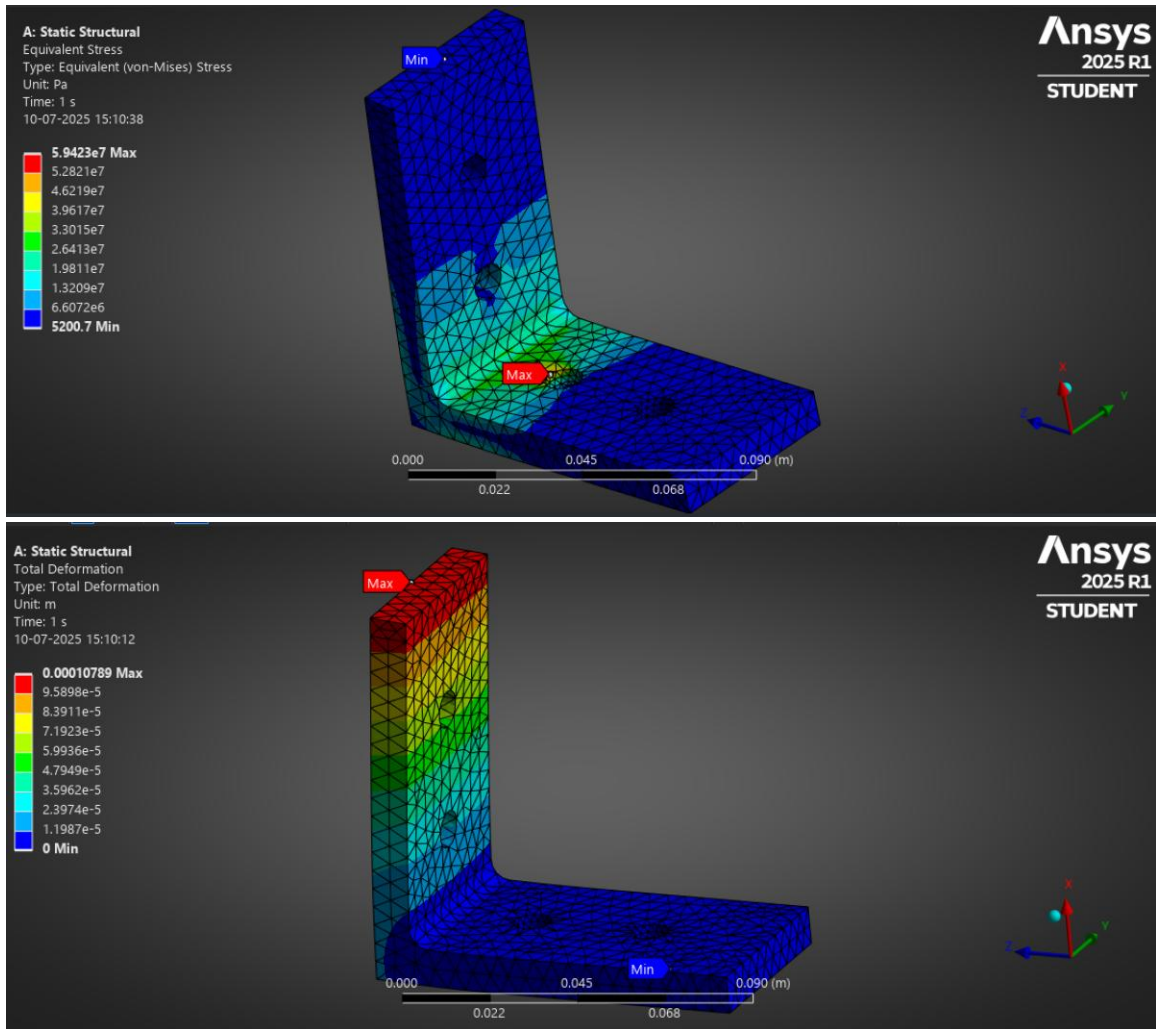 A: Static Structural
Equivalent Stress
Type: Equivalent (von-Mises) Stress
Unit: Pa
Time: 1 s
10-07-2025 15:10:38
5.9423e7 Max
5.2821e7
4.6219e7
3.9617e7
3.3015e7
2.6413e7
1.9811e7
1.3209e7
6.6072e6
5200.7 Min
Min
Max
Ansys
2025 R1
STUDENT
0.000
0.045
0.090 (m)
0.022
0.068
X
Y
Z
A: Static Structural
Total Deformation
Type: Total Deformation
Unit: m
Time: 1 s
10-07-2025 15:10:12
0.00010789 Max
9.5898e-5
8.3911e-5
7.1923e-5
5.9936e-5
4.7949e-5
3.5962e-5
2.3974e-5
1.1987e-5
0 Min
Max
Min
Ansys
2025 R1
STUDENT
0.000
0.045
0.090 (m)
0.022
0.068
X
Y
Z